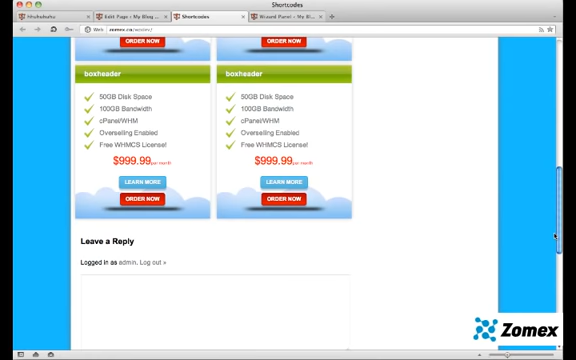 Shortcodes
Edit Page ‹ My Blog ...
Shortcodes
Wizard Panel ‹ My Bl...
Web
ORDER NOW
ORDER NOW
boxheader
50GB Disk Space
100GB Bandwidth
cPanel/WHM
Overselling Enabled
Free WHMCS License!
$999.99 per month
LEARN MORE
ORDER NOW
boxheader
50GB Disk Space
100GB Bandwidth
cPanel/WHM
Overselling Enabled
Free WHMCS License!
$999.99 per month
LEARN MORE
ORDER NOW
Leave a Reply
Logged in as admin. Log out »
Zomex